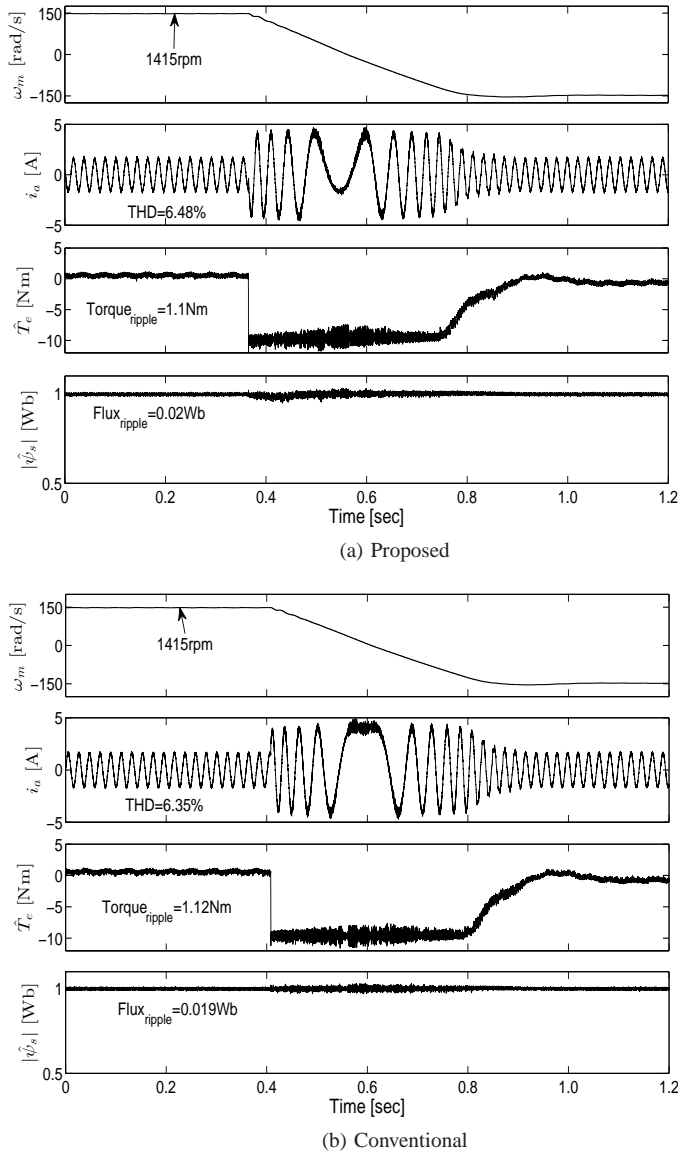 150
0
−150
ω_m [rad/s]
1415rpm
5
0
−5
i_a [A]
THD=6.48%
5
0
−5
−10
T̂_e [Nm]
Torque_ripple=1.1Nm
1
0.5
|ψ̂_s| [Wb]
Flux_ripple=0.02Wb
0 0.2 0.4 0.6 0.8 1.0 1.2
Time [sec]
(a) Proposed
150
0
−150
ω_m [rad/s]
1415rpm
5
0
−5
i_a [A]
THD=6.35%
5
0
−5
−10
T̂_e [Nm]
Torque_ripple=1.12Nm
1
0.5
|ψ̂_s| [Wb]
Flux_ripple=0.019Wb
0 0.2 0.4 0.6 0.8 1.0 1.2
Time [sec]
(b) Conventional